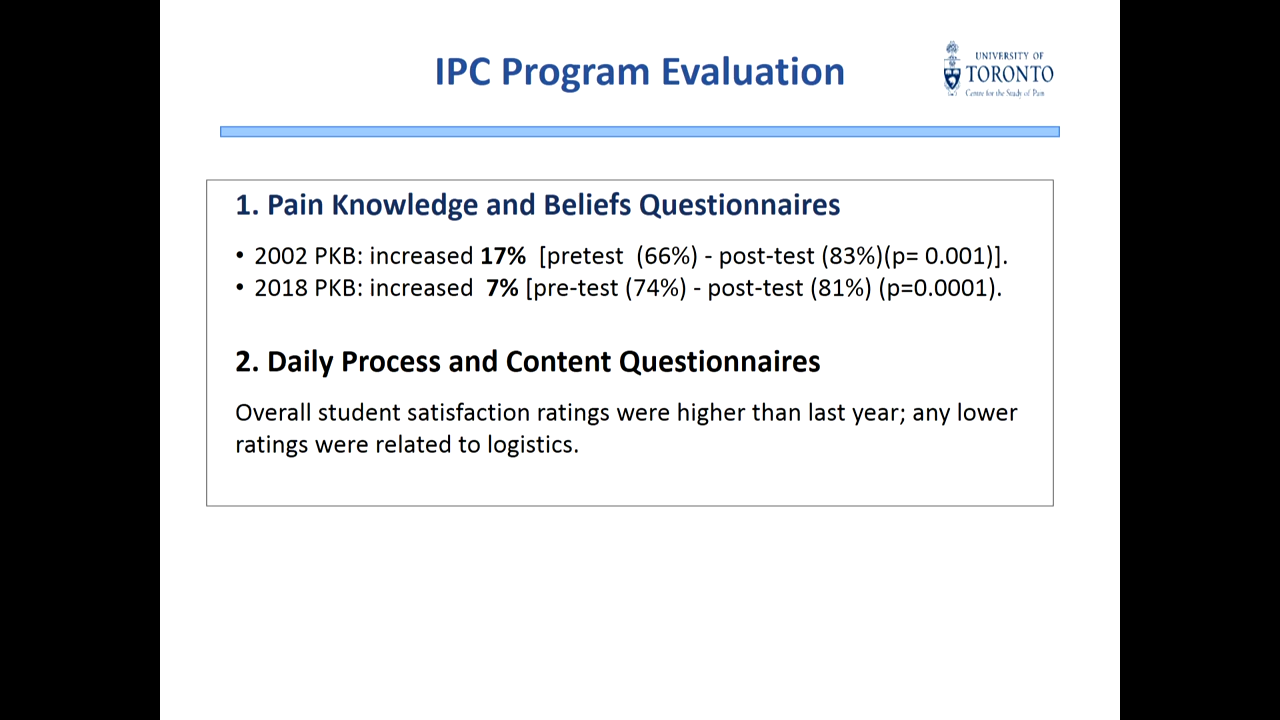 IPC Program Evaluation
UNIVERSITY OF
TORONTO
Centre for the Study of Pain
1. Pain Knowledge and Beliefs Questionnaires
• 2002 PKB: increased 17% [pretest (66%) - post-test (83%)(p= 0.001)].
• 2018 PKB: increased 7% [pre-test (74%) - post-test (81%) (p=0.0001).
2. Daily Process and Content Questionnaires
Overall student satisfaction ratings were higher than last year; any lower
ratings were related to logistics.